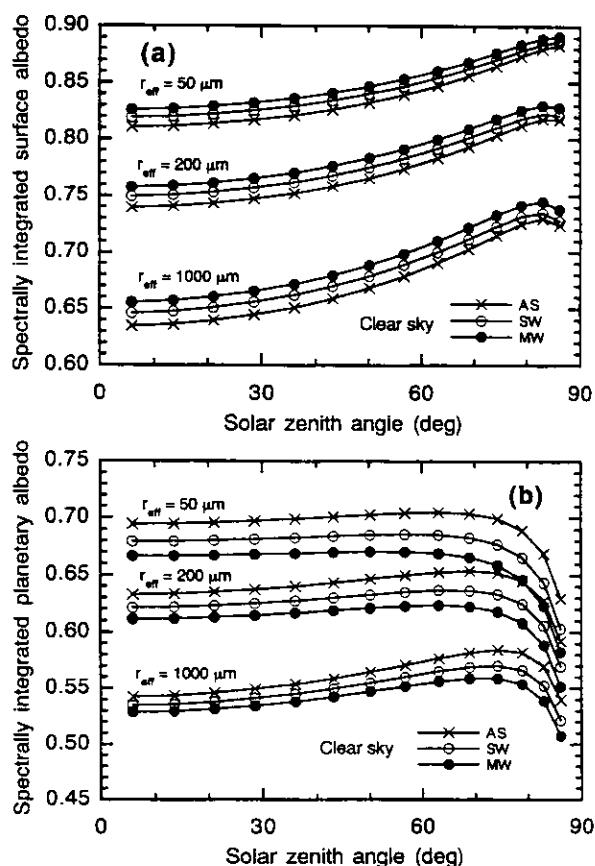 (a)
Spectrally integrated surface albedo
0.90
0.85
0.80
0.75
0.70
0.65
0.60
r_eff = 50 µm
r_eff = 200 µm
r_eff = 1000 µm
Clear sky
AS
SW
MW
0
30
60
90
Solar zenith angle (deg)
(b)
Spectrally integrated planetary albedo
0.75
0.70
0.65
0.60
0.55
0.50
0.45
r_eff = 50 µm
r_eff = 200 µm
r_eff = 1000 µm
Clear sky
AS
SW
MW
0
30
60
90
Solar zenith angle (deg)